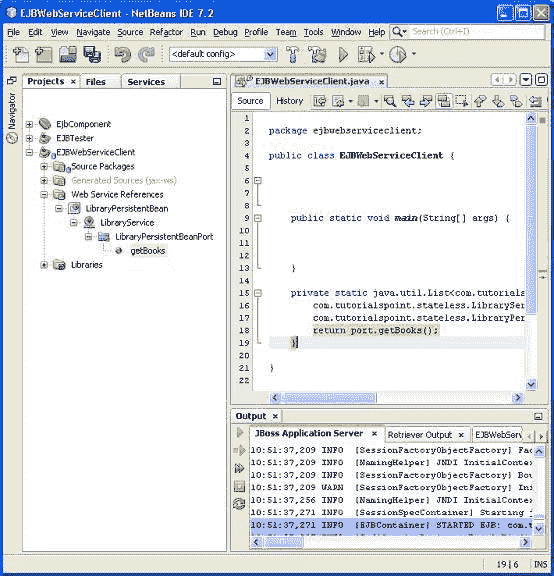 EJBWebServiceClient - NetBeans IDE 7.2
File Edit View Navigate Source Refactor Run Debug Profile Team Tools Window Help Search (Ctrl+I)
<default config>
Projects Files Services
Navigator
EjbComponent
EJBTester
EJBWebServiceClient
Source Packages
Generated Sources (jax-ws)
Web Service References
LibraryPersistentBean
LibraryService
LibraryPersistentBeanPort
getBooks
Libraries
EJBWebServiceClient.java
Source History
1
2 package ejbwebserviceclient;
3
4 public class EJBWebServiceClient {
5
6
7
8
9 public static void main(String[] args) {
10
11
12
13 }
14
15 private static java.util.List<com.tutorials
16 com.tutorialspoint.stateless.LibrarySer
17 com.tutorialspoint.stateless.LibraryPer
18 return port.getBooks();
19 }
20
21 }
22
Output
JBoss Application Server Retriever Output EJBWebServ
10:51:37,209 INFO [SessionFactoryObjectFactory] Fac
10:51:37,209 INFO [NamingHelper] JNDI InitialContex
10:51:37,209 INFO [SessionFactoryObjectFactory] Bou
10:51:37,209 WARN [SessionFactoryObjectFactory] Ini
10:51:37,256 INFO [NamingHelper] JNDI InitialContex
10:51:37,271 INFO [SessionSpecContainer] Starting j
10:51:37,271 INFO [EJBContainer] STARTED EJB: com.t
19|6 INS